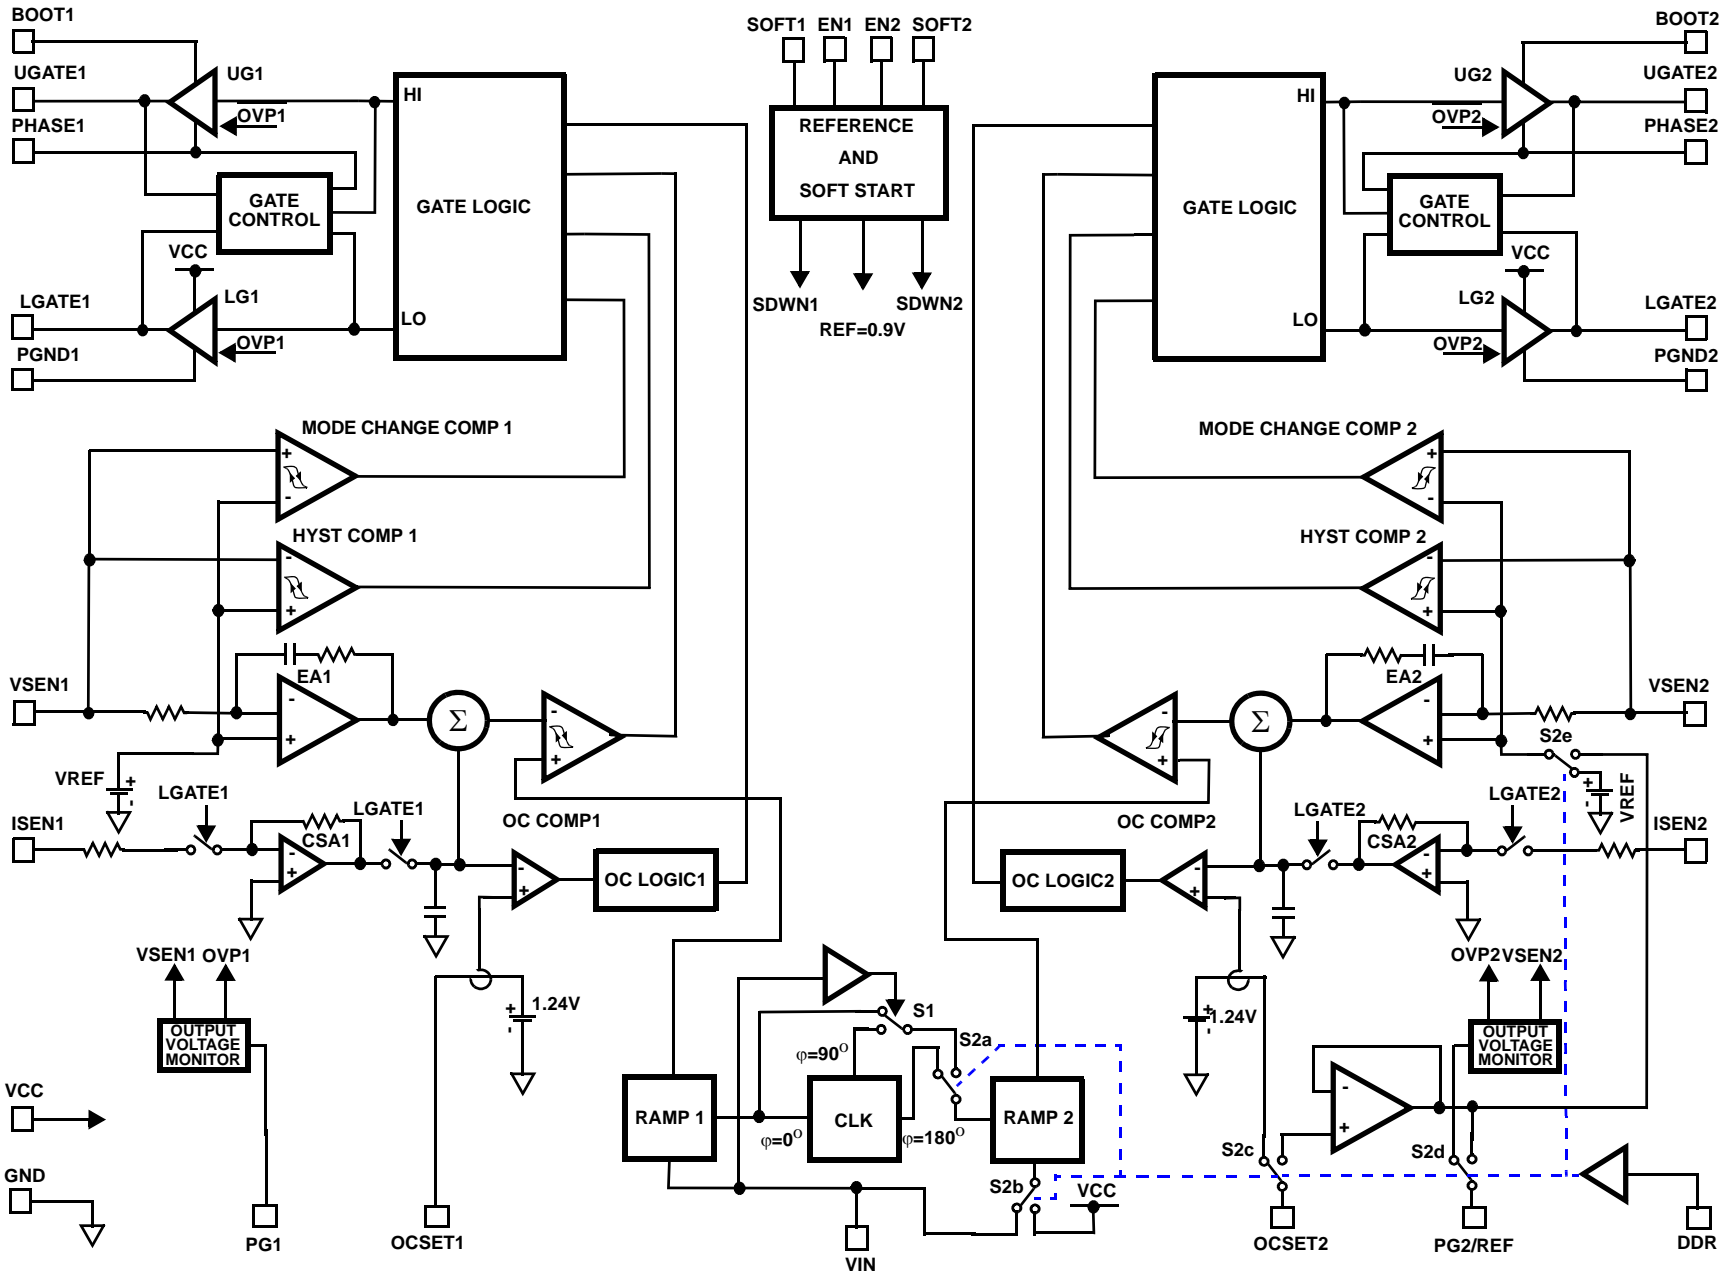 BOOT1
UGATE1
PHASE1
UG1
OVP1
HI
GATE CONTROL
GATE LOGIC
VCC
LGATE1
LG1
LO
OVP1
PGND1
SOFT1 EN1 EN2 SOFT2
REFERENCE
AND
SOFT START
SDWN1
SDWN2
REF=0.9V
BOOT2
UG2
UGATE2
HI
OVP2
PHASE2
GATE LOGIC
GATE CONTROL
VCC
LG2
LGATE2
LO
OVP2
PGND2
MODE CHANGE COMP 1
+
-
HYST COMP 1
-
+
EA1
-
+
VSEN1
Σ
-
+
VREF
+
-
LGATE1
ISEN1
CSA1
-
+
LGATE1
OC COMP1
-
+
OC LOGIC1
VSEN1 OVP1
OUTPUT
VOLTAGE
MONITOR
+
-
1.24V
MODE CHANGE COMP 2
+
-
HYST COMP 2
-
+
EA2
-
+
VSEN2
Σ
-
+
S2e
+
-
VREF
LGATE2
LGATE2
ISEN2
CSA2
-
+
OC COMP2
-
+
OC LOGIC2
OVP2 VSEN2
OUTPUT
VOLTAGE
MONITOR
+
-
1.24V
S1
S2a
φ=90O
RAMP 1
φ=0O
CLK
φ=180O
RAMP 2
S2b
VCC
-
+
S2c
S2d
VCC
GND
PG1
OCSET1
VIN
OCSET2
PG2/REF
DDR